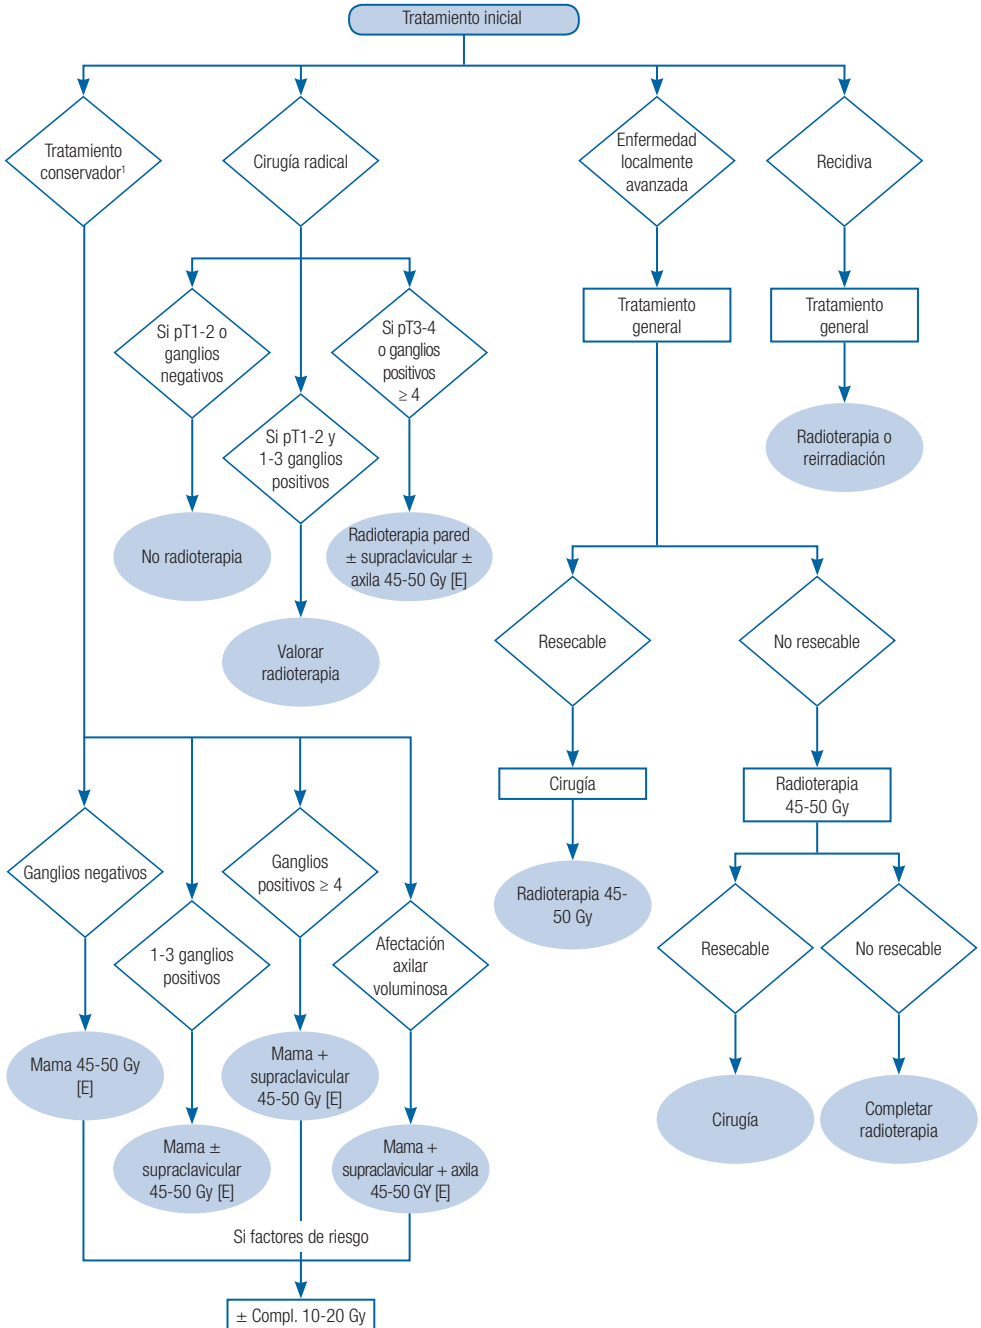 Tratamiento inicial
Tratamiento
conservador¹
Cirugía radical
Enfermedad
localmente
avanzada
Recidiva
Si pT1-2 o
ganglios
negativos
Si pT3-4
o ganglios
positivos
≥ 4
Tratamiento
general
Tratamiento
general
Si pT1-2 y
1-3 ganglios
positivos
Radioterapia o
reirradiación
No radioterapia
Radioterapia pared
± supraclavicular ±
axila 45-50 Gy [E]
Valorar
radioterapia
Resecable
No resecable
Cirugía
Radioterapia
45-50 Gy
Ganglios negativos
Ganglios
positivos ≥ 4
Radioterapia 45-
50 Gy
1-3 ganglios
positivos
Afectación
axilar
voluminosa
Resecable
No resecable
Mama 45-50 Gy
[E]
Mama +
supraclavicular
45-50 Gy [E]
Cirugía
Completar
radioterapia
Mama ±
supraclavicular
45-50 Gy [E]
Mama +
supraclavicular + axila
45-50 GY [E]
Si factores de riesgo
± Compl. 10-20 Gy